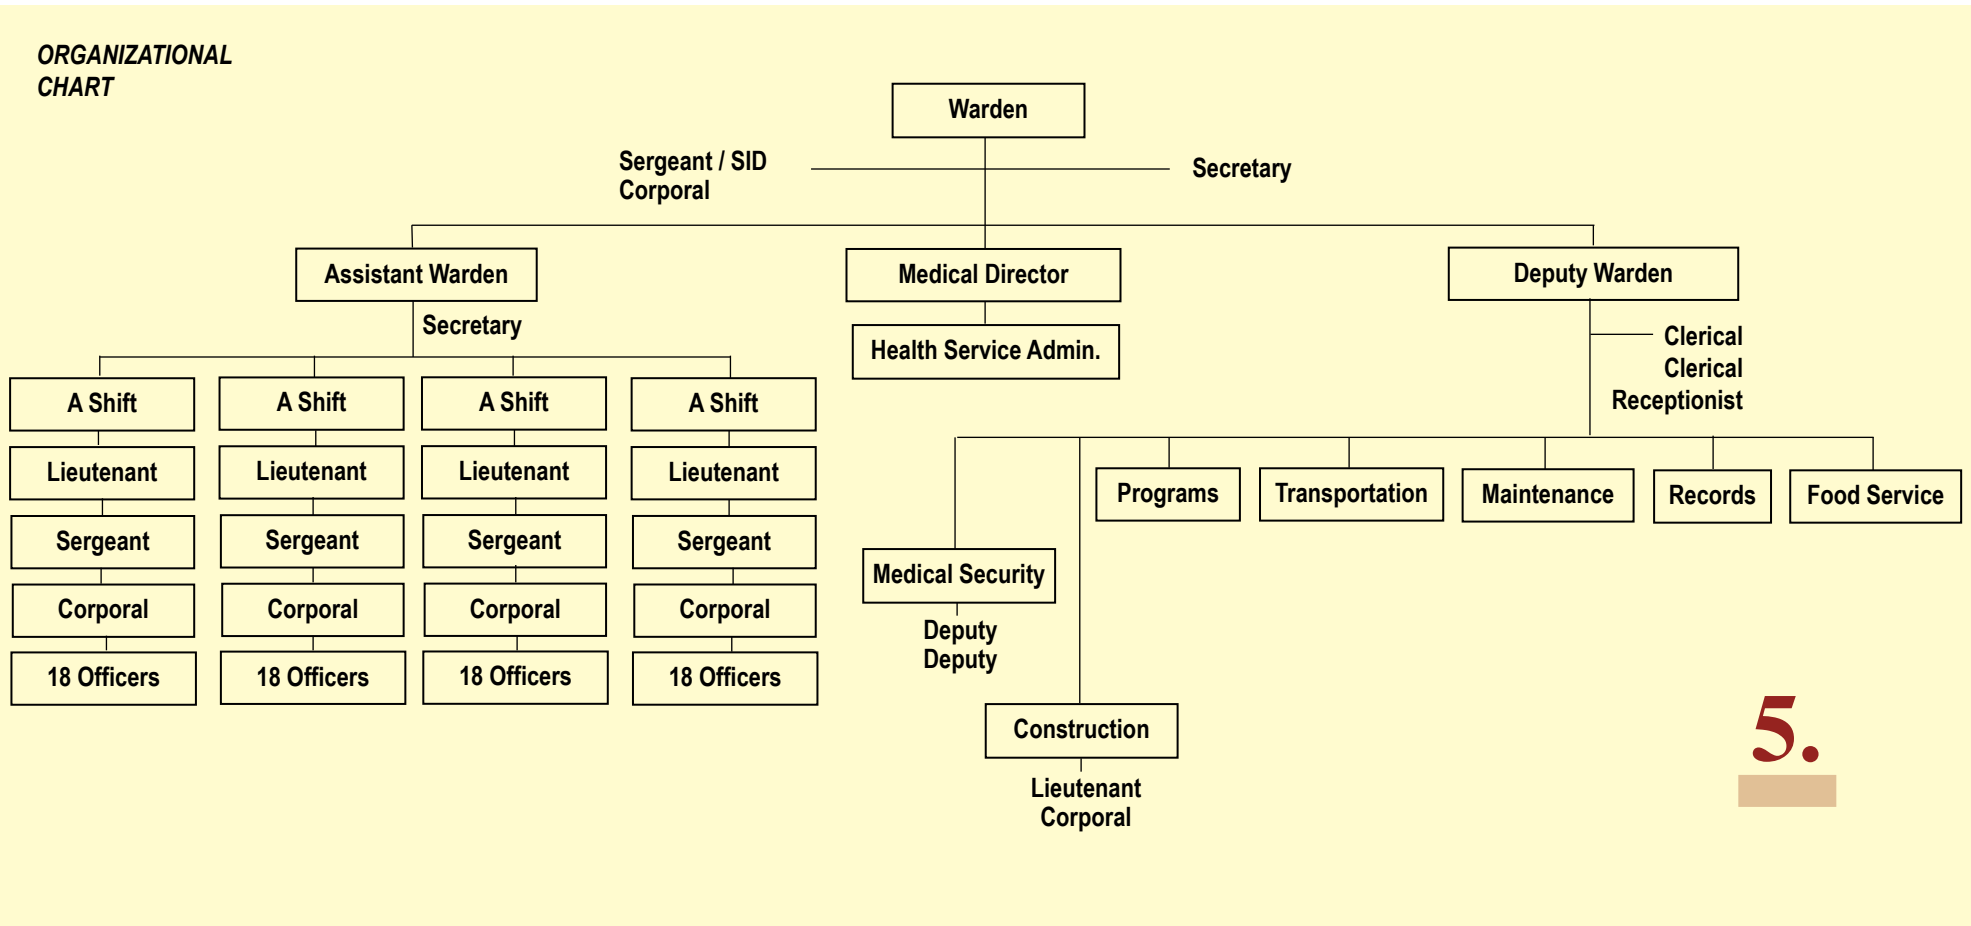 ORGANIZATIONAL
CHART
Warden
Sergeant / SID
Corporal
Secretary
Assistant Warden
Medical Director
Deputy Warden
Secretary
Health Service Admin.
Clerical
Clerical
Receptionist
A Shift
A Shift
A Shift
A Shift
Lieutenant
Lieutenant
Lieutenant
Lieutenant
Sergeant
Sergeant
Sergeant
Sergeant
Corporal
Corporal
Corporal
Corporal
18 Officers
18 Officers
18 Officers
18 Officers
Programs
Transportation
Maintenance
Records
Food Service
Medical Security
Deputy
Deputy
Construction
Lieutenant
Corporal
5.